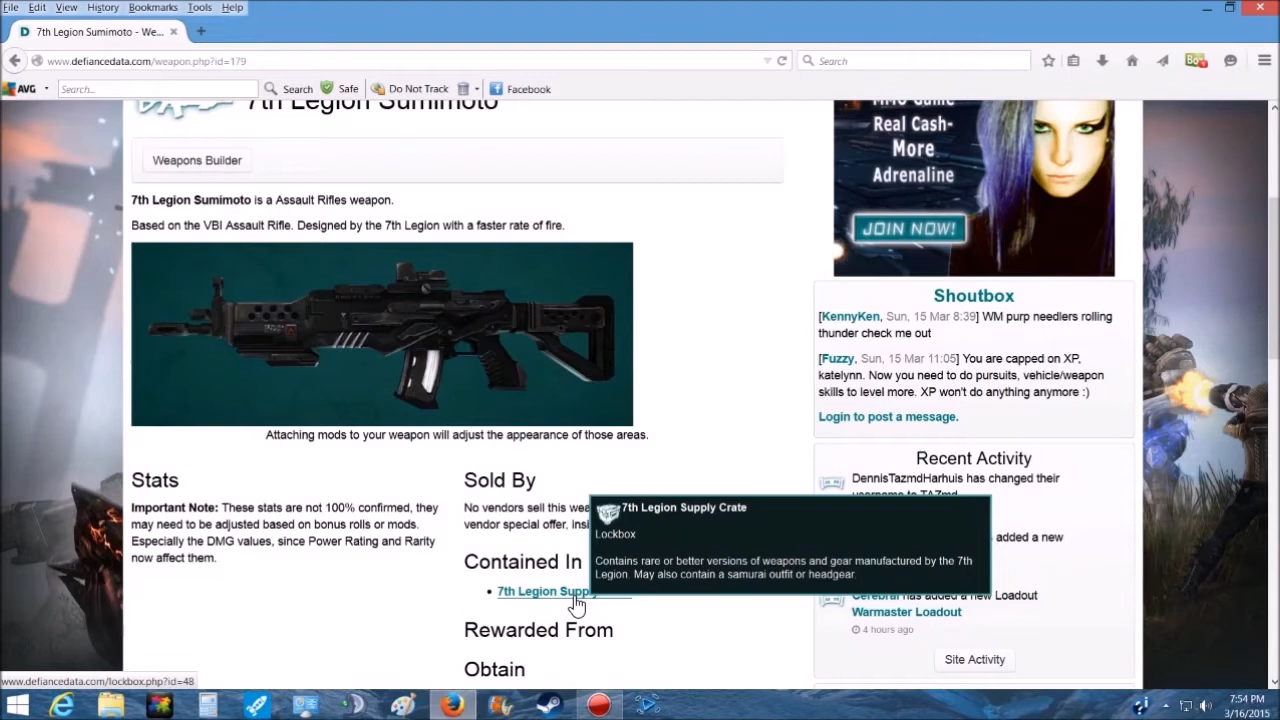 File Edit View History Bookmarks Tools Help
7th Legion Sumimoto - We...
www.defiancedata.com/weapon.php?id=179
Search
AVG
Search...
Search
Safe
Do Not Track
Facebook
7th Legion Sumimoto
Weapons Builder
7th Legion Sumimoto is a Assault Rifles weapon.
Based on the VBI Assault Rifle. Designed by the 7th Legion with a faster rate of fire.
Attaching mods to your weapon will adjust the appearance of those areas.
Stats
Important Note: These stats are not 100% confirmed, they
may need to be adjusted based on bonus rolls or mods.
Especially the DMG values, since Power Rating and Rarity
now affect them.
Sold By
No vendors sell this wea
vendor special offer, insi
Contained In
7th Legion Supply
Rewarded From
Obtain
7th Legion Supply Crate
Lockbox
Contains rare or better versions of weapons and gear manufactured by the 7th
Legion. May also contain a samurai outfit or headgear.
MMO Game
Real Cash-
More
Adrenaline
JOIN NOW!
Shoutbox
[KennyKen, Sun, 15 Mar 8:39] WM purp needlers rolling
thunder check me out
[Fuzzy, Sun, 15 Mar 11:05] You are capped on XP,
katelynn. Now you need to do pursuits, vehicle/weapon
skills to level more. XP won't do anything anymore :)
Login to post a message.
Recent Activity
DennisTazmdHarhuis has changed their
username to TAZmd
added a new
Cerebral has added a new Loadout
Warmaster Loadout
4 hours ago
Site Activity
www.defiancedata.com/lockbox.php?id=48
7:54 PM
3/16/2015